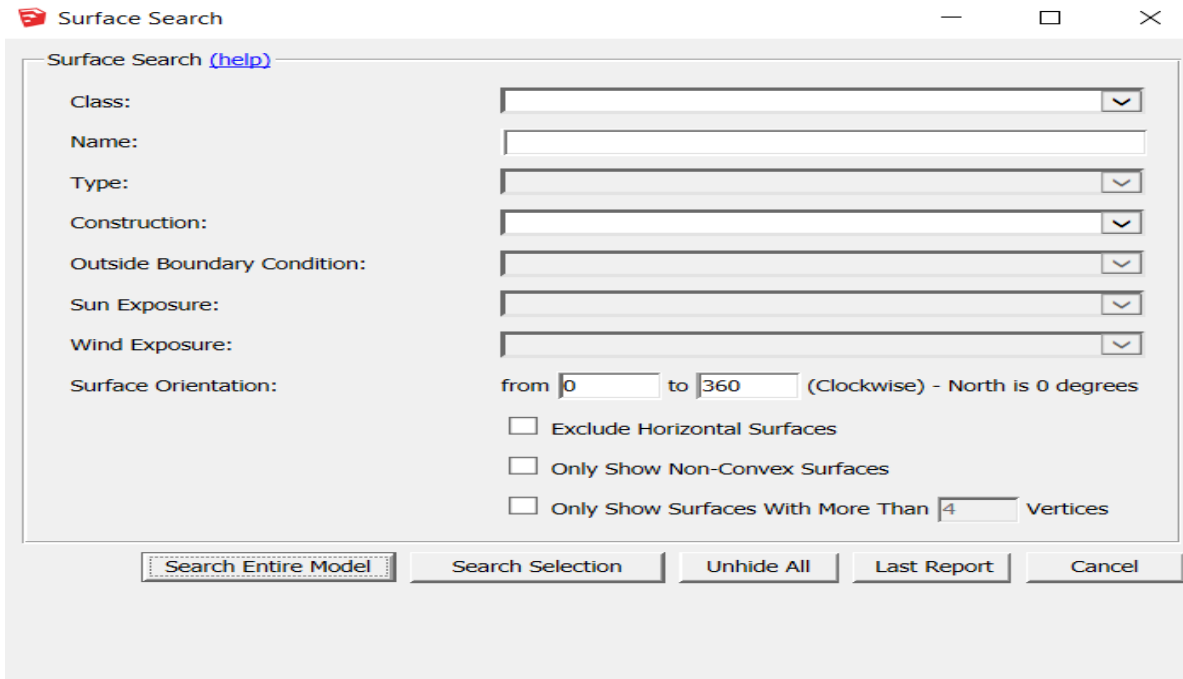 Surface Search
Surface Search (help)
Class:
Name:
Type:
Construction:
Outside Boundary Condition:
Sun Exposure:
Wind Exposure:
Surface Orientation: from 0 to 360 (Clockwise) - North is 0 degrees
Exclude Horizontal Surfaces
Only Show Non-Convex Surfaces
Only Show Surfaces With More Than 4 Vertices
Search Entire Model Search Selection Unhide All Last Report Cancel